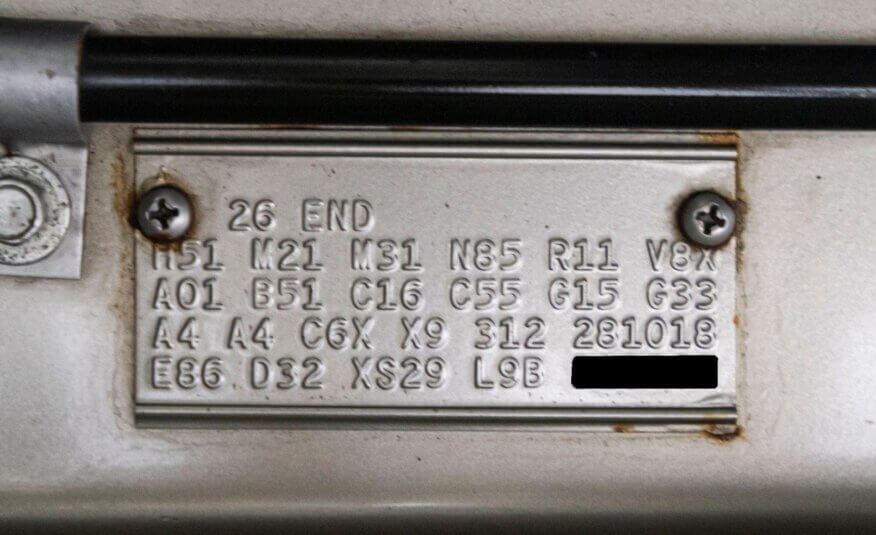 26 END
H51 M21 M31 N85 R11 V8X
A01 B51 C16 C55 G15 G33
A4 A4 C6X X9 312 281018
E86 D32 XS29 L9B